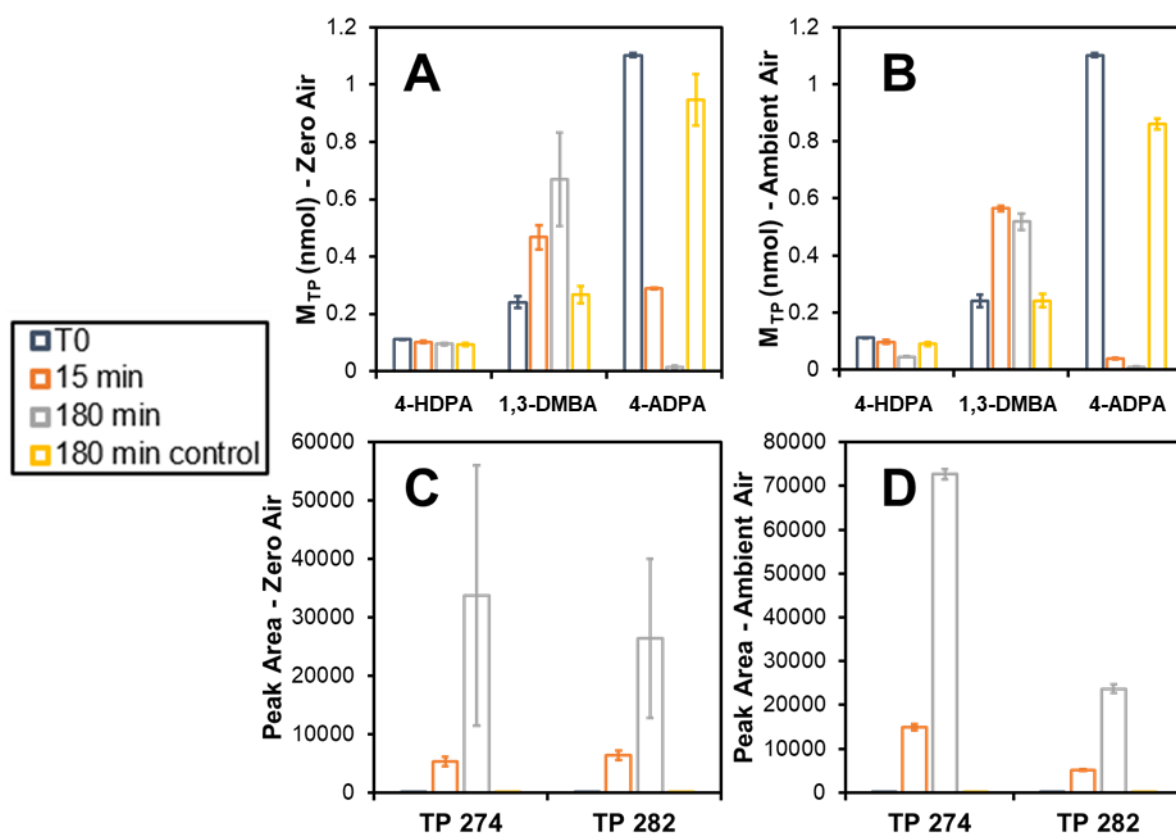 T0
15 min
180 min
180 min control
A
M_TP (nmol) - Zero Air
1.2
1
0.8
0.6
0.4
0.2
0
4-HDPA 1,3-DMBA 4-ADPA
B
M_TP (nmol) - Ambient Air
1.2
1
0.8
0.6
0.4
0.2
0
4-HDPA 1,3-DMBA 4-ADPA
C
Peak Area - Zero Air
60000
50000
40000
30000
20000
10000
0
TP 274 TP 282
D
Peak Area - Ambient Air
80000
70000
60000
50000
40000
30000
20000
10000
0
TP 274 TP 282